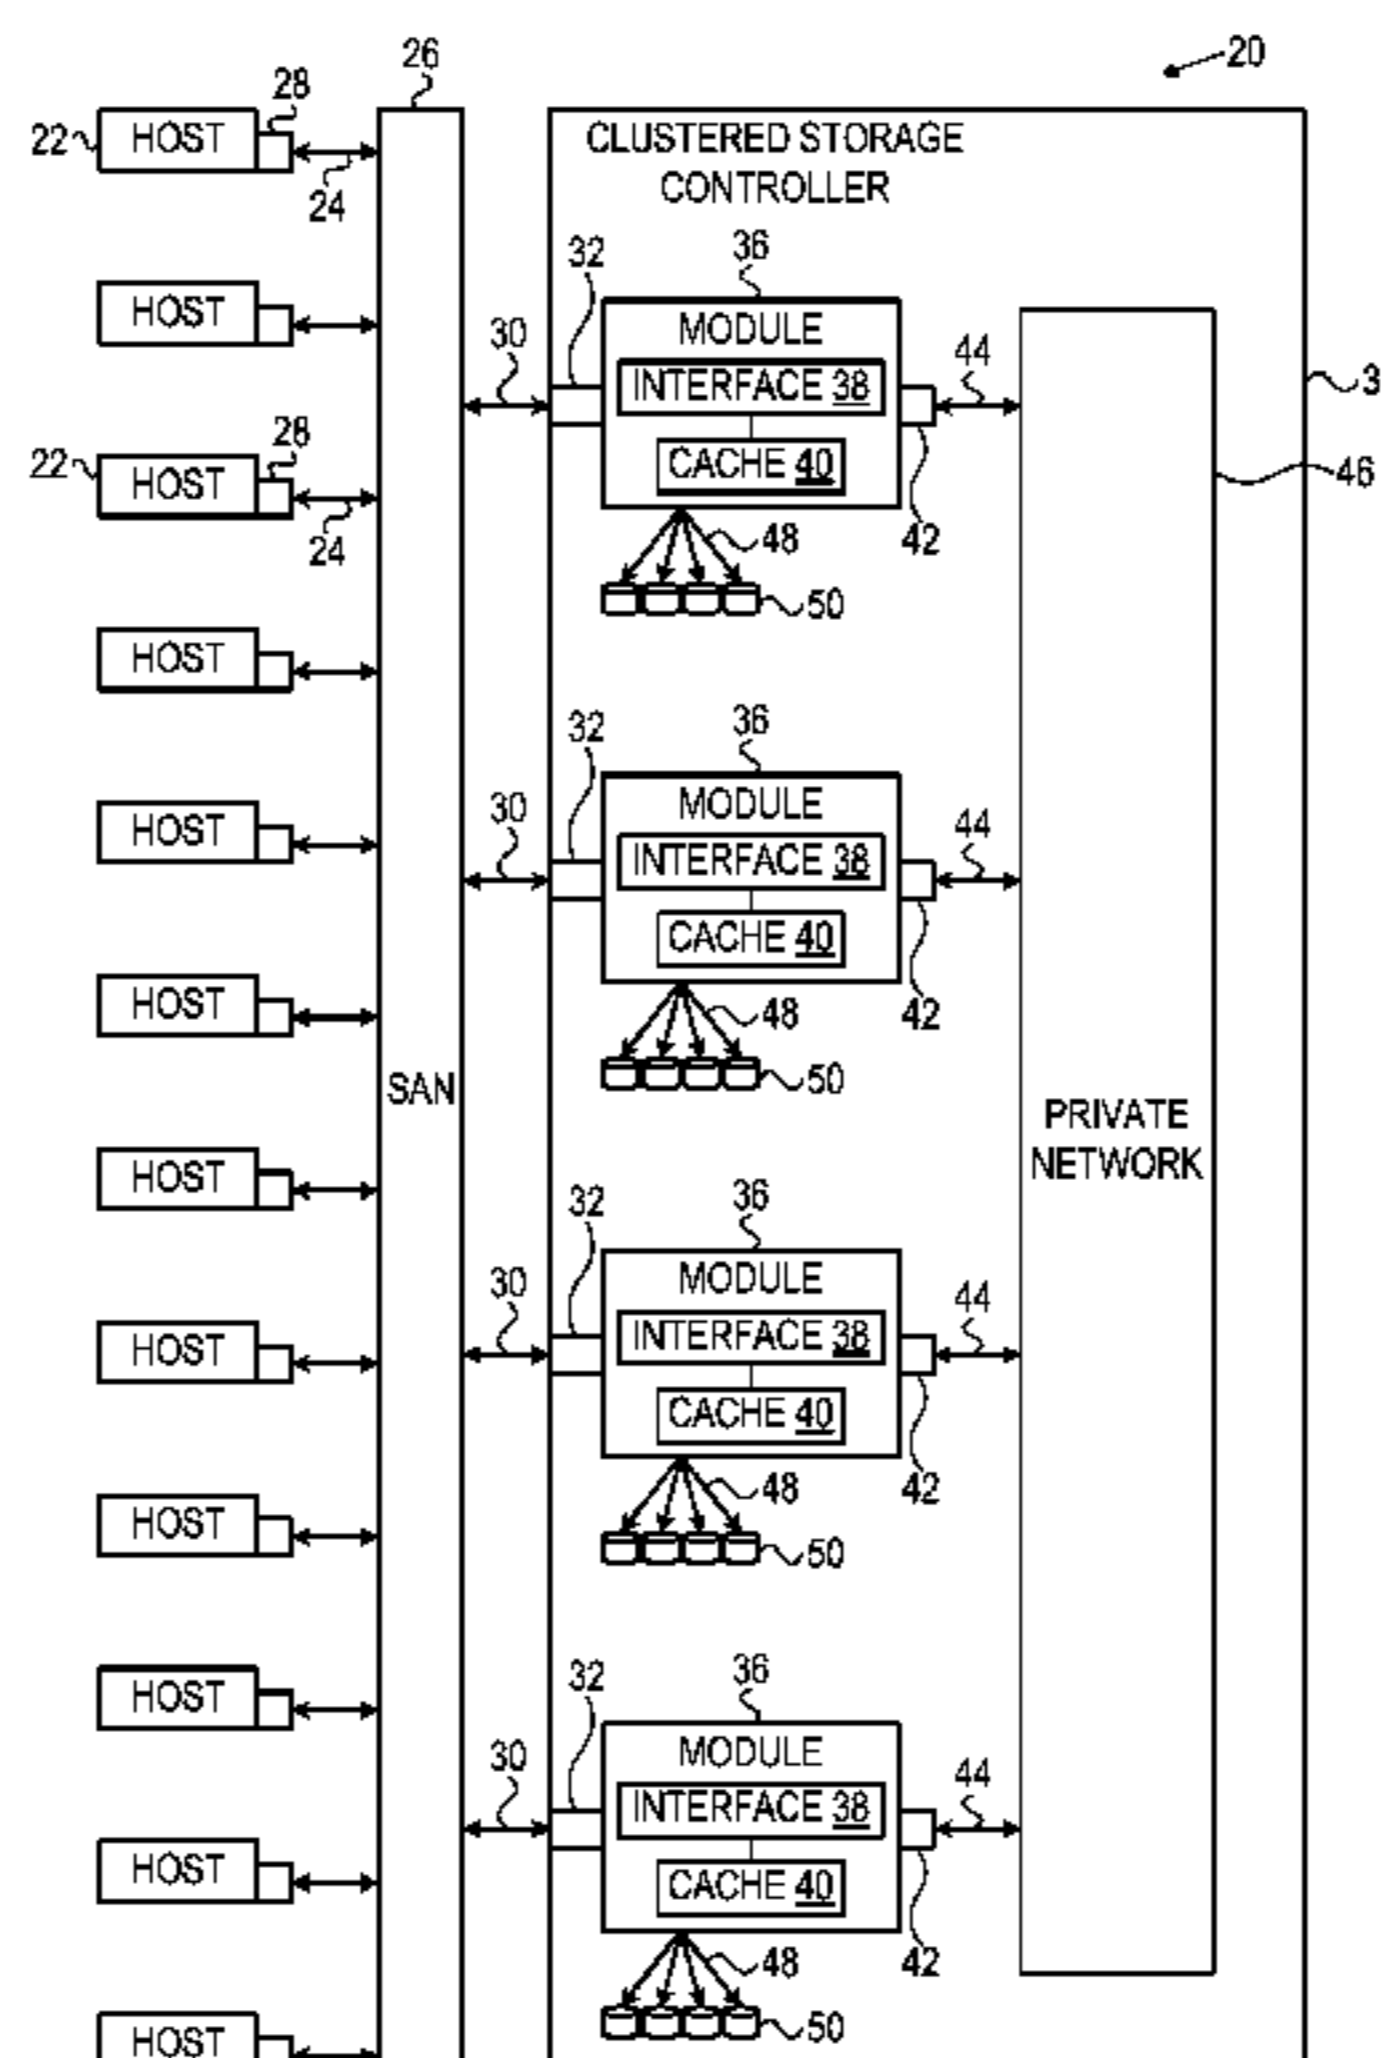 26
20
28
22
HOST
24
CLUSTERED STORAGE
CONTROLLER
HOST
32
36
30
MODULE
INTERFACE 38
CACHE 40
44
3
46
28
22
HOST
24
48
42
50
HOST
32
36
30
MODULE
INTERFACE 38
CACHE 40
44
HOST
HOST
48
42
50
SAN
PRIVATE
NETWORK
HOST
32
36
30
MODULE
INTERFACE 38
CACHE 40
44
HOST
HOST
48
42
50
HOST
32
36
30
MODULE
INTERFACE 38
CACHE 40
44
HOST
48
42
50
HOST